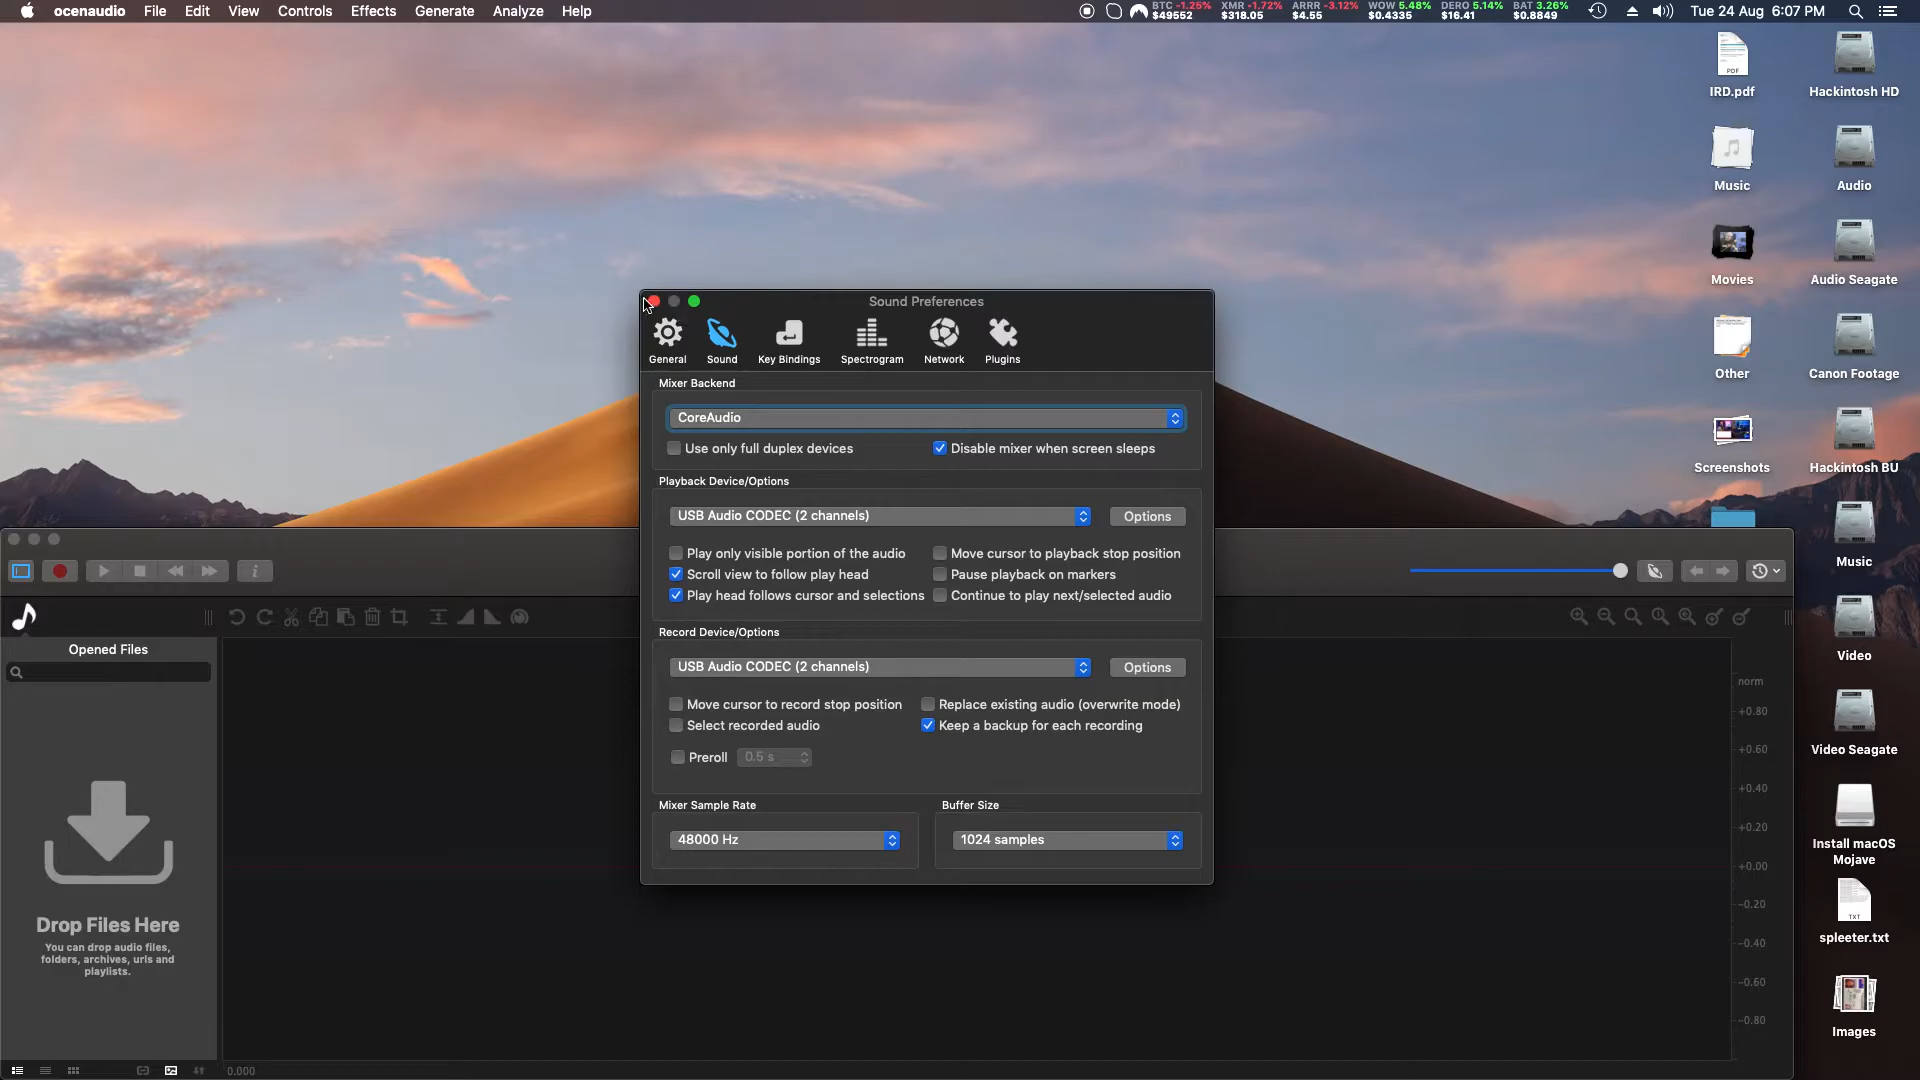 ocenaudio File Edit View Controls Effects Generate Analyze Help
BTC -1.25% XMR -1.72% ARRR -3.12% WOW 5.48% DERO 5.14% BAT 3.26%
$49552 $318.05 $4.55 $0.4335 $16.41 $0.8849
Tue 24 Aug 6:07 PM
PDF
IRD.pdf
Hackintosh HD
Music
Audio
Movies
Audio Seagate
Other
Canon Footage
Screenshots
Hackintosh BU
Music
Video
Video Seagate
Install macOS
Mojave
TXT
spleeter.txt
Images
Sound Preferences
General Sound Key Bindings Spectrogram Network Plugins
Mixer Backend
CoreAudio
Use only full duplex devices Disable mixer when screen sleeps
Playback Device/Options
USB Audio CODEC (2 channels) Options
Play only visible portion of the audio Move cursor to playback stop position
Scroll view to follow play head Pause playback on markers
Play head follows cursor and selections Continue to play next/selected audio
Record Device/Options
USB Audio CODEC (2 channels) Options
Move cursor to record stop position Replace existing audio (overwrite mode)
Select recorded audio Keep a backup for each recording
Preroll 0.5 s
Mixer Sample Rate Buffer Size
48000 Hz 1024 samples
Opened Files
Drop Files Here
You can drop audio files,
folders, archives, urls and
playlists.
norm
+0.80
+0.60
+0.40
+0.20
+0.00
-0.20
-0.40
-0.60
-0.80
0.000